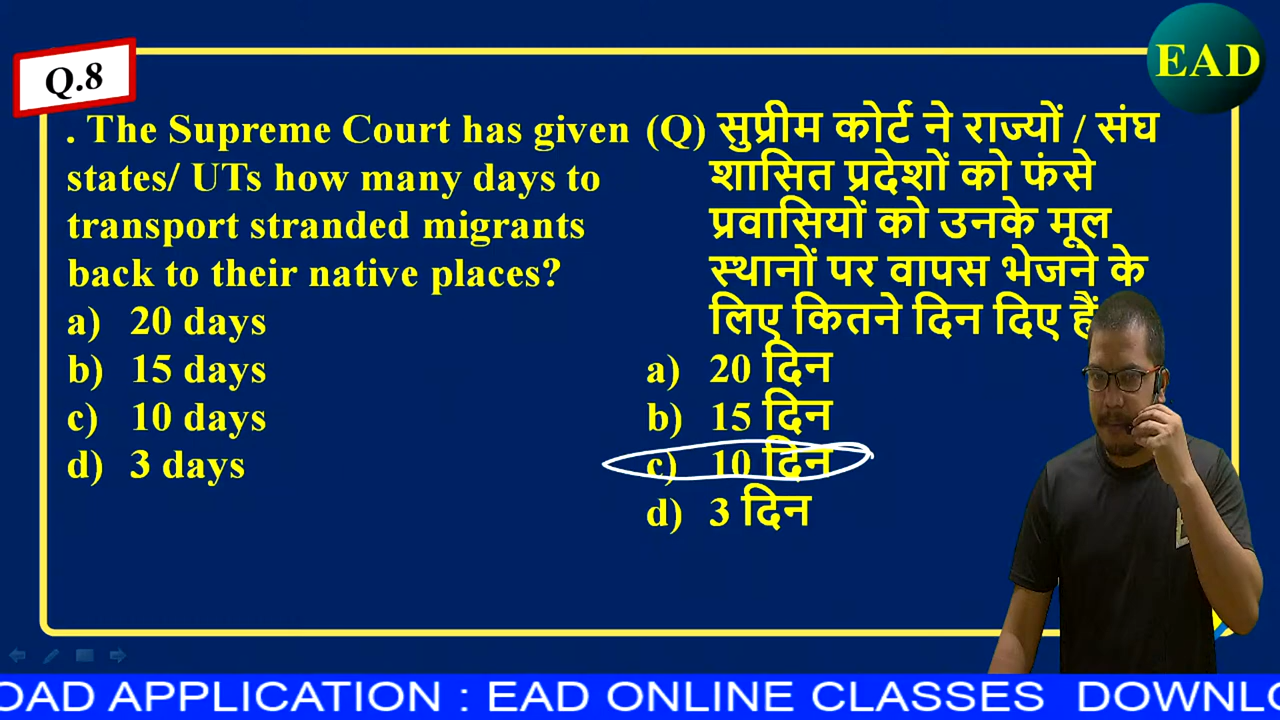 Q.8
EAD
. The Supreme Court has given
states/ UTs how many days to
transport stranded migrants
back to their native places?
a) 20 days
b) 15 days
c) 10 days
d) 3 days
(Q) सुप्रीम कोर्ट ने राज्यों / संघ
शासित प्रदेशों को फंसे
प्रवासियों को उनके मूल
स्थानों पर वापस भेजने के
लिए कितने दिन दिए हैं
a) 20 दिन
b) 15 दिन
c) 10 दिन
d) 3 दिन
OAD APPLICATION : EAD ONLINE CLASSES DOWNLO